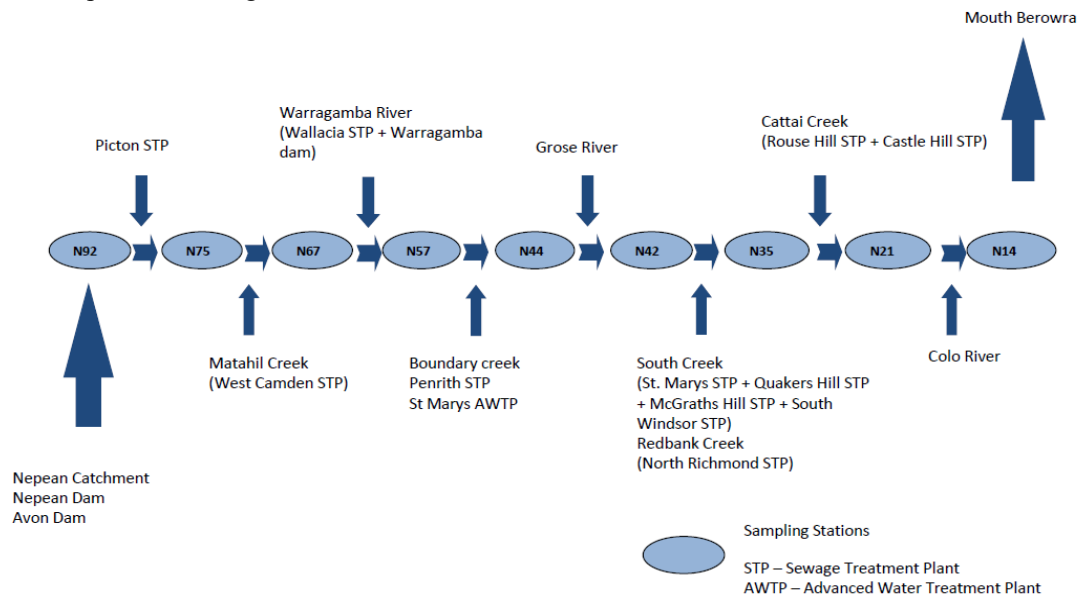 Mouth Berowra
Warragamba River
(Wallacia STP + Warragamba
dam)
Cattai Creek
(Rouse Hill STP + Castle Hill STP)
Picton STP
Grose River
N92
N75
N67
N57
N44
N42
N35
N21
N14
Matahil Creek
(West Camden STP)
Boundary creek
Penrith STP
St Marys AWTP
South Creek
(St. Marys STP + Quakers Hill STP
+ McGraths Hill STP + South
Windsor STP)
Redbank Creek
(North Richmond STP)
Colo River
Nepean Catchment
Nepean Dam
Avon Dam
Sampling Stations
STP – Sewage Treatment Plant
AWTP – Advanced Water Treatment Plant